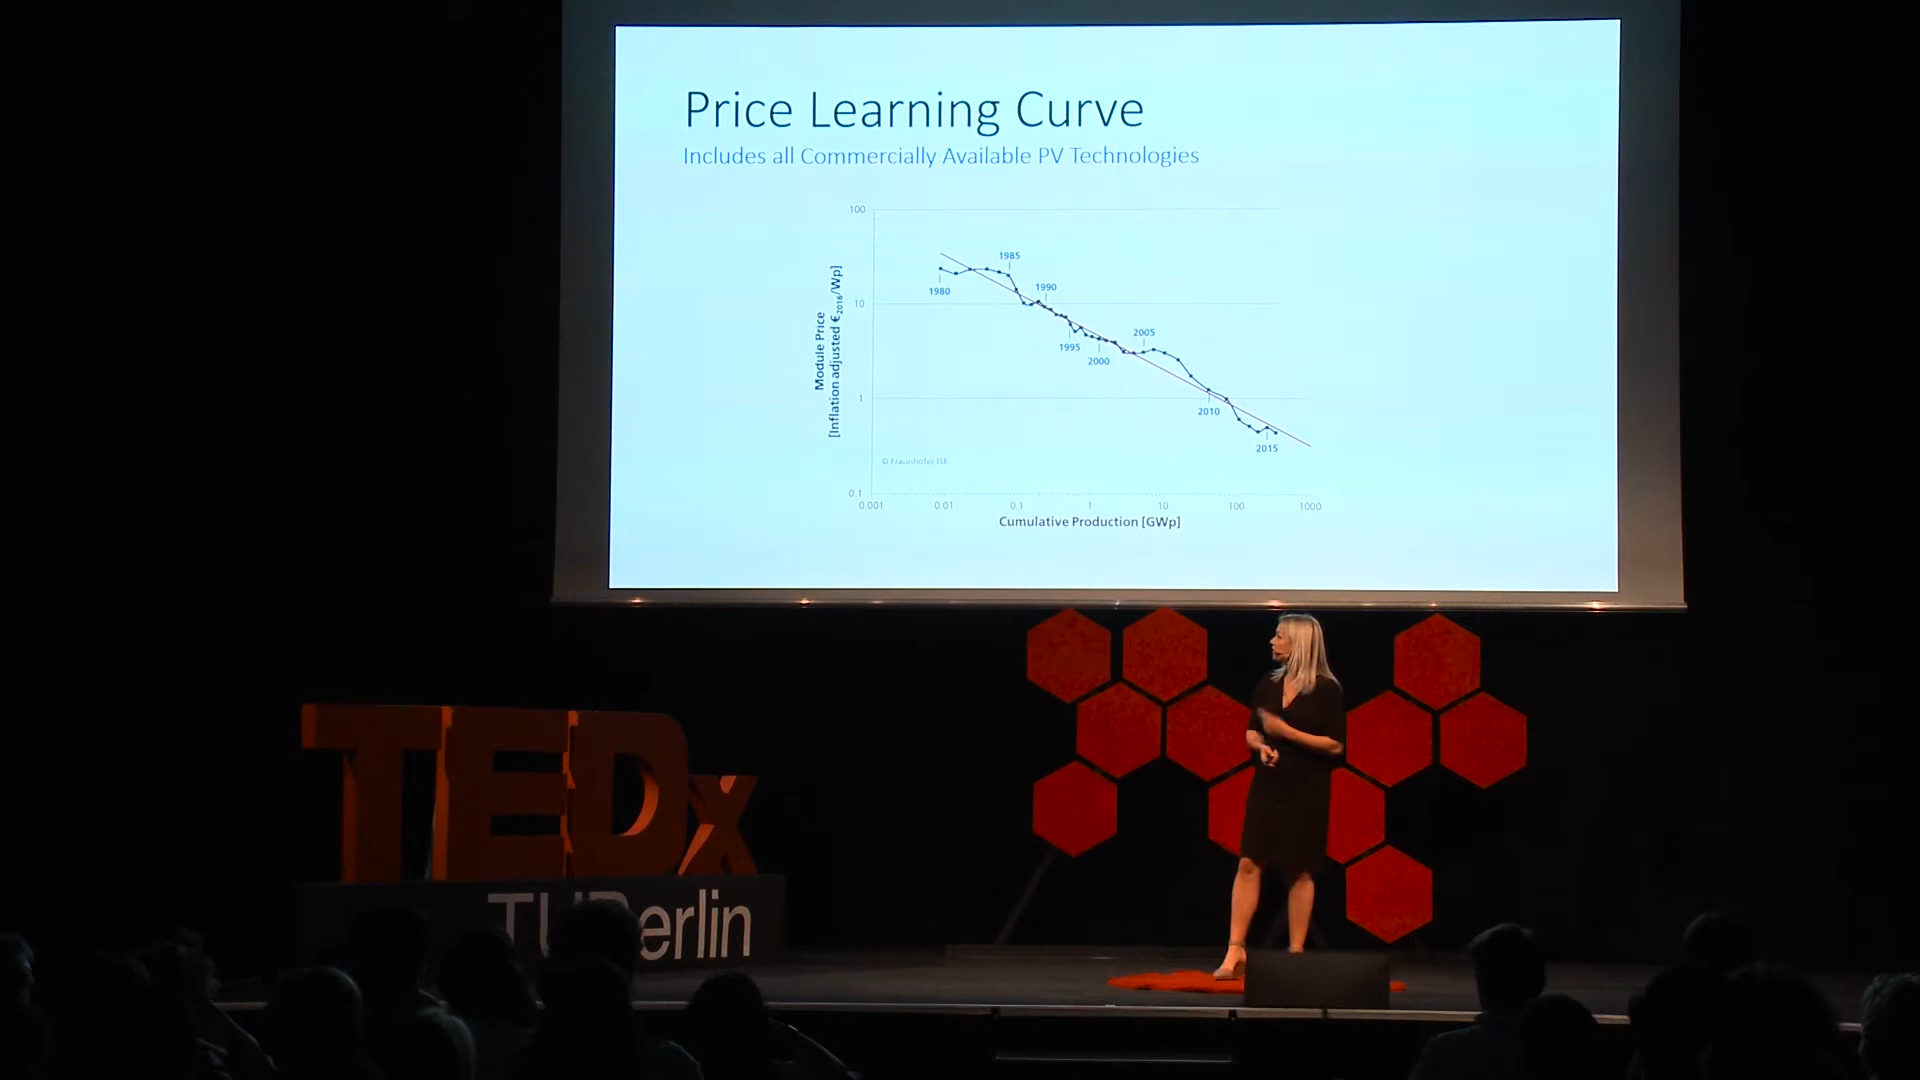 Price Learning Curve
Includes all Commercially Available PV Technologies
100
10
1
0.1
Module Price
[Inflation adjusted €2016/Wp]
1980
1985
1990
1995
2000
2005
2010
2015
© Fraunhofer ISE
0.001
0.01
0.1
1
10
100
1000
Cumulative Production [GWp]
TEDx
TUBerlin